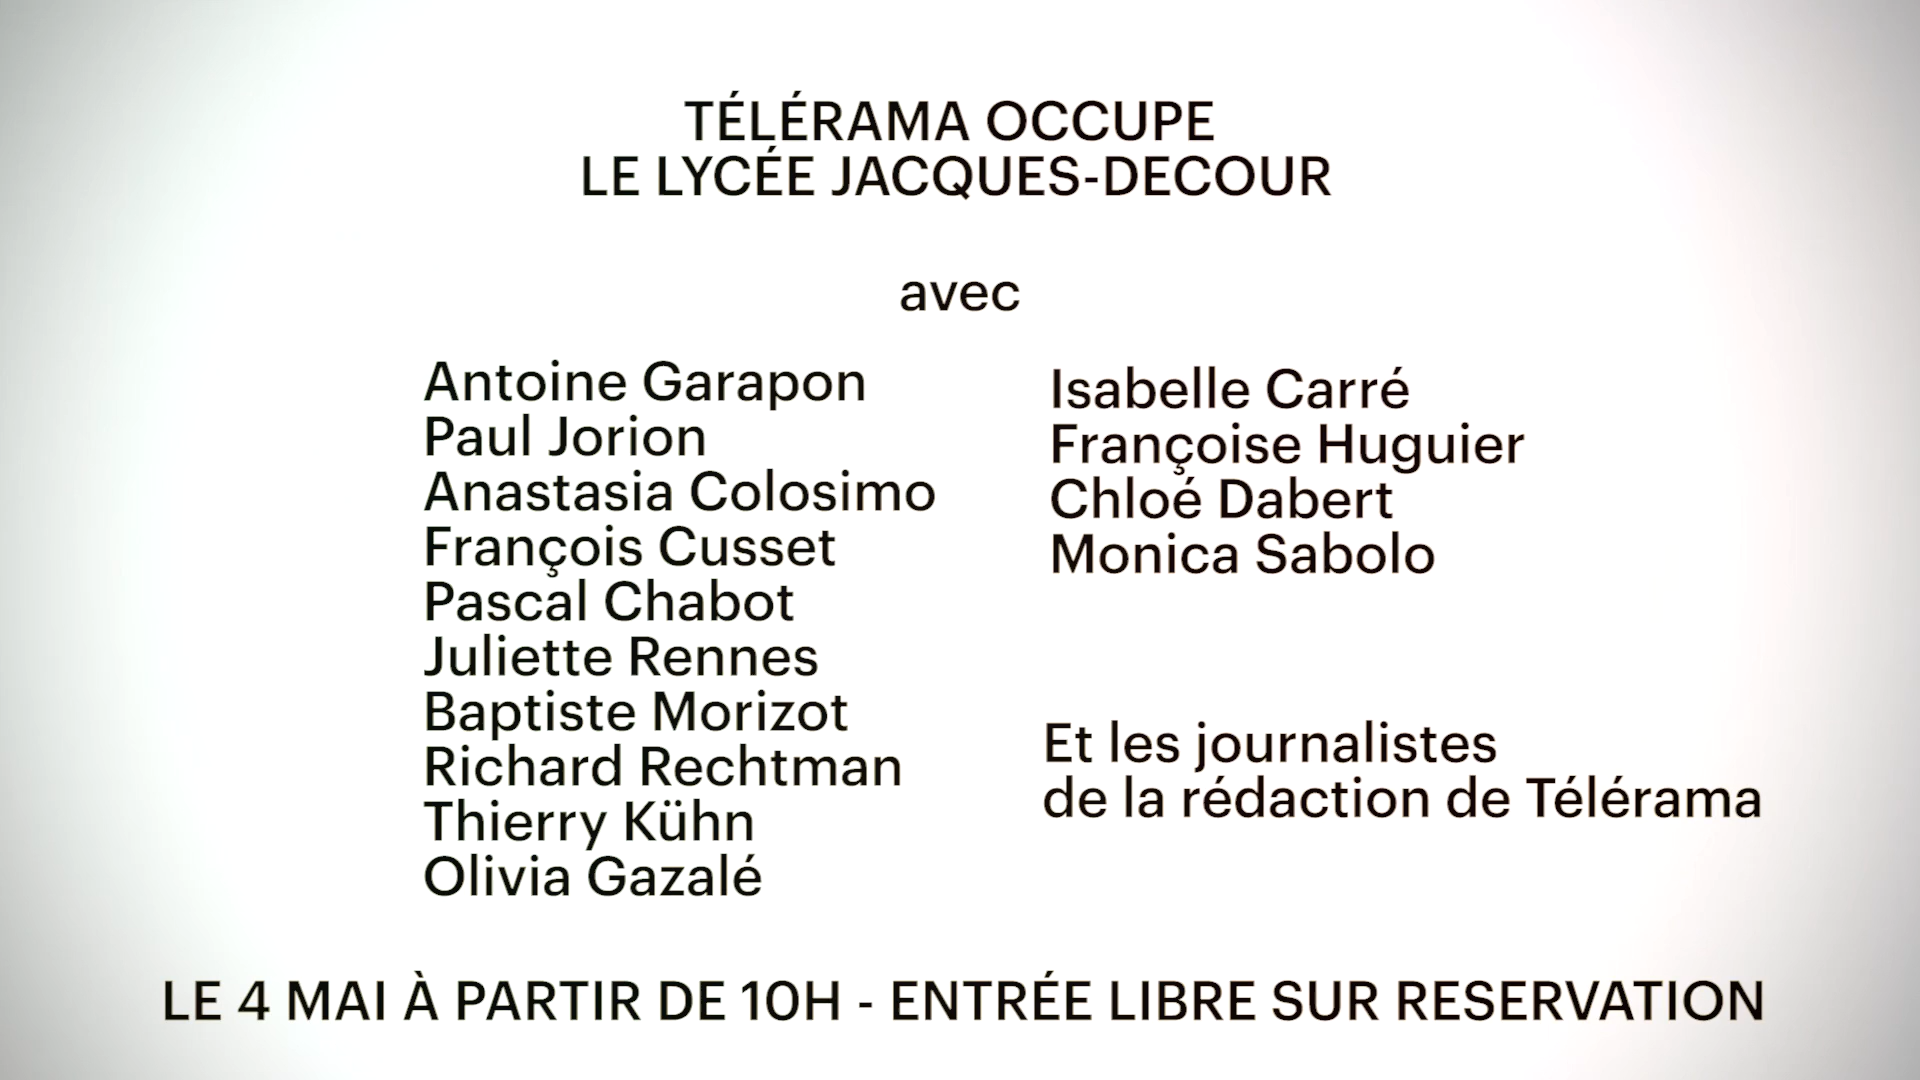 TÉLÉRAMA OCCUPE
LE LYCÉE JACQUES-DECOUR
avec
Antoine Garapon
Paul Jorion
Anastasia Colosimo
François Cusset
Pascal Chabot
Juliette Rennes
Baptiste Morizot
Richard Rechtman
Thierry Kühn
Olivia Gazalé
Isabelle Carré
Françoise Huguier
Chloé Dabert
Monica Sabolo
Et les journalistes
de la rédaction de Télérama
LE 4 MAI À PARTIR DE 10H - ENTRÉE LIBRE SUR RESERVATION